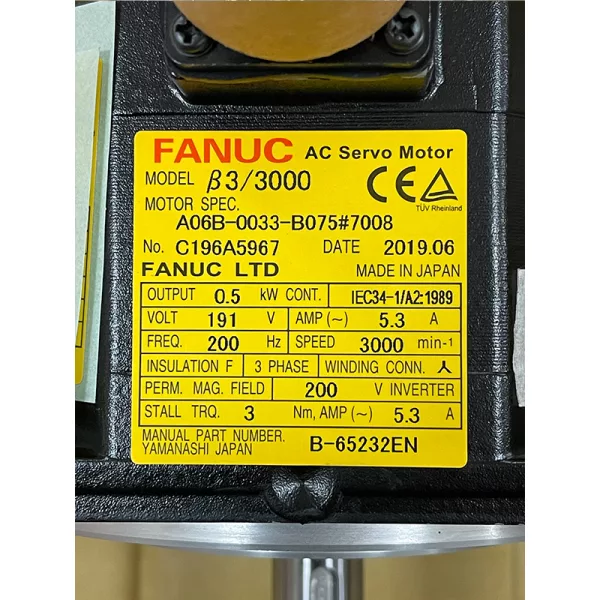 FANUC AC Servo Motor
MODEL β3/3000
MOTOR SPEC.
A06B-0033-B075#7008
CE TÜV Rheinland
No. C196A5967 DATE 2019.06
FANUC LTD MADE IN JAPAN
OUTPUT 0.5 kW CONT. IEC34-1/A2:1989
VOLT 191 V AMP (~) 5.3 A
FREQ. 200 Hz SPEED 3000 min-1
INSULATION F 3 PHASE WINDING CONN. 人
PERM. MAG. FIELD 200 V INVERTER
STALL TRQ. 3 Nm, AMP (~) 5.3 A
MANUAL PART NUMBER. B-65232EN
YAMANASHI JAPAN